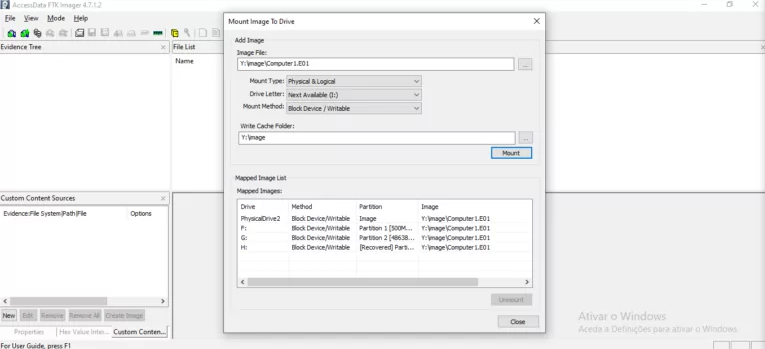 AccessData FTK Imager 4.7.1.2
File View Mode Help
Evidence Tree
File List
Name
Custom Content Sources
Evidence:File System|Path|File Options
New Edit Remove Remove All Create Image
Properties Hex Value Inter... Custom Conten...
For User Guide, press F1
Mount Image To Drive
Add Image
Image File:
Y:\image\Computer1.E01
...
Mount Type: Physical & Logical
Drive Letter: Next Available (I:)
Mount Method: Block Device / Writable
Write Cache Folder:
Y:\image
...
Mount
Mapped Image List
Mapped Images:
Drive Method Partition Image
PhysicalDrive2 Block Device/Writable Image Y:\image\Computer1.E01
F: Block Device/Writable Partition 1 [500M... Y:\image\Computer1.E01
G: Block Device/Writable Partition 2 [48638... Y:\image\Computer1.E01
H: Block Device/Writable [Recovered] Parti... Y:\image\Computer1.E01
Unmount
Close
Ativar o Windows
Aceda a Definições para ativar o Windows.